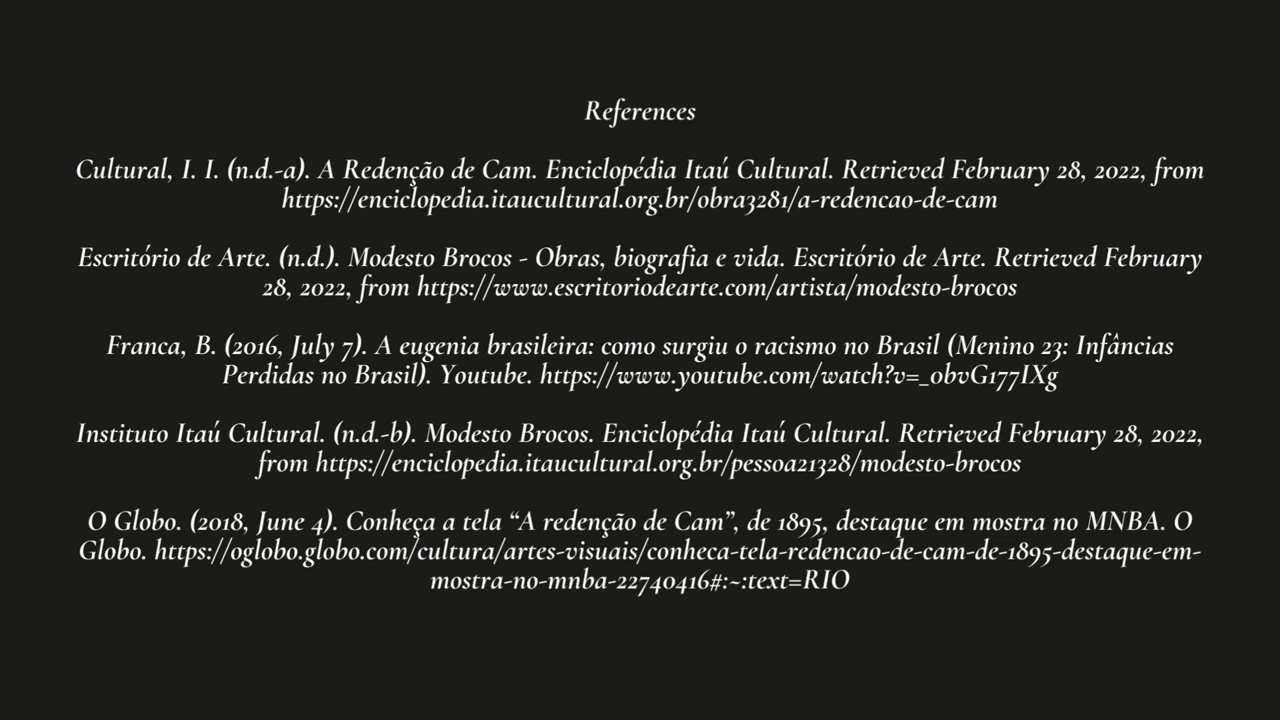 References
Cultural, I. I. (n.d.-a). A Redenção de Cam. Enciclopédia Itaú Cultural. Retrieved February 28, 2022, from
https://enciclopedia.itaucultural.org.br/obra3281/a-redencao-de-cam
Escritório de Arte. (n.d.). Modesto Brocos - Obras, biografia e vida. Escritório de Arte. Retrieved February
28, 2022, from https://www.escritoriodearte.com/artista/modesto-brocos
Franca, B. (2016, July 7). A eugenia brasileira: como surgiu o racismo no Brasil (Menino 23: Infâncias
Perdidas no Brasil). Youtube. https://www.youtube.com/watch?v=_0bvG177IXg
Instituto Itaú Cultural. (n.d.-b). Modesto Brocos. Enciclopédia Itaú Cultural. Retrieved February 28, 2022,
from https://enciclopedia.itaucultural.org.br/pessoa21328/modesto-brocos
O Globo. (2018, June 4). Conheça a tela “A redenção de Cam”, de 1895, destaque em mostra no MNBA. O
Globo. https://oglobo.globo.com/cultura/artes-visuais/conheca-tela-redencao-de-cam-de-1895-destaque-em-
mostra-no-mnba-22740416#:~:text=RIO